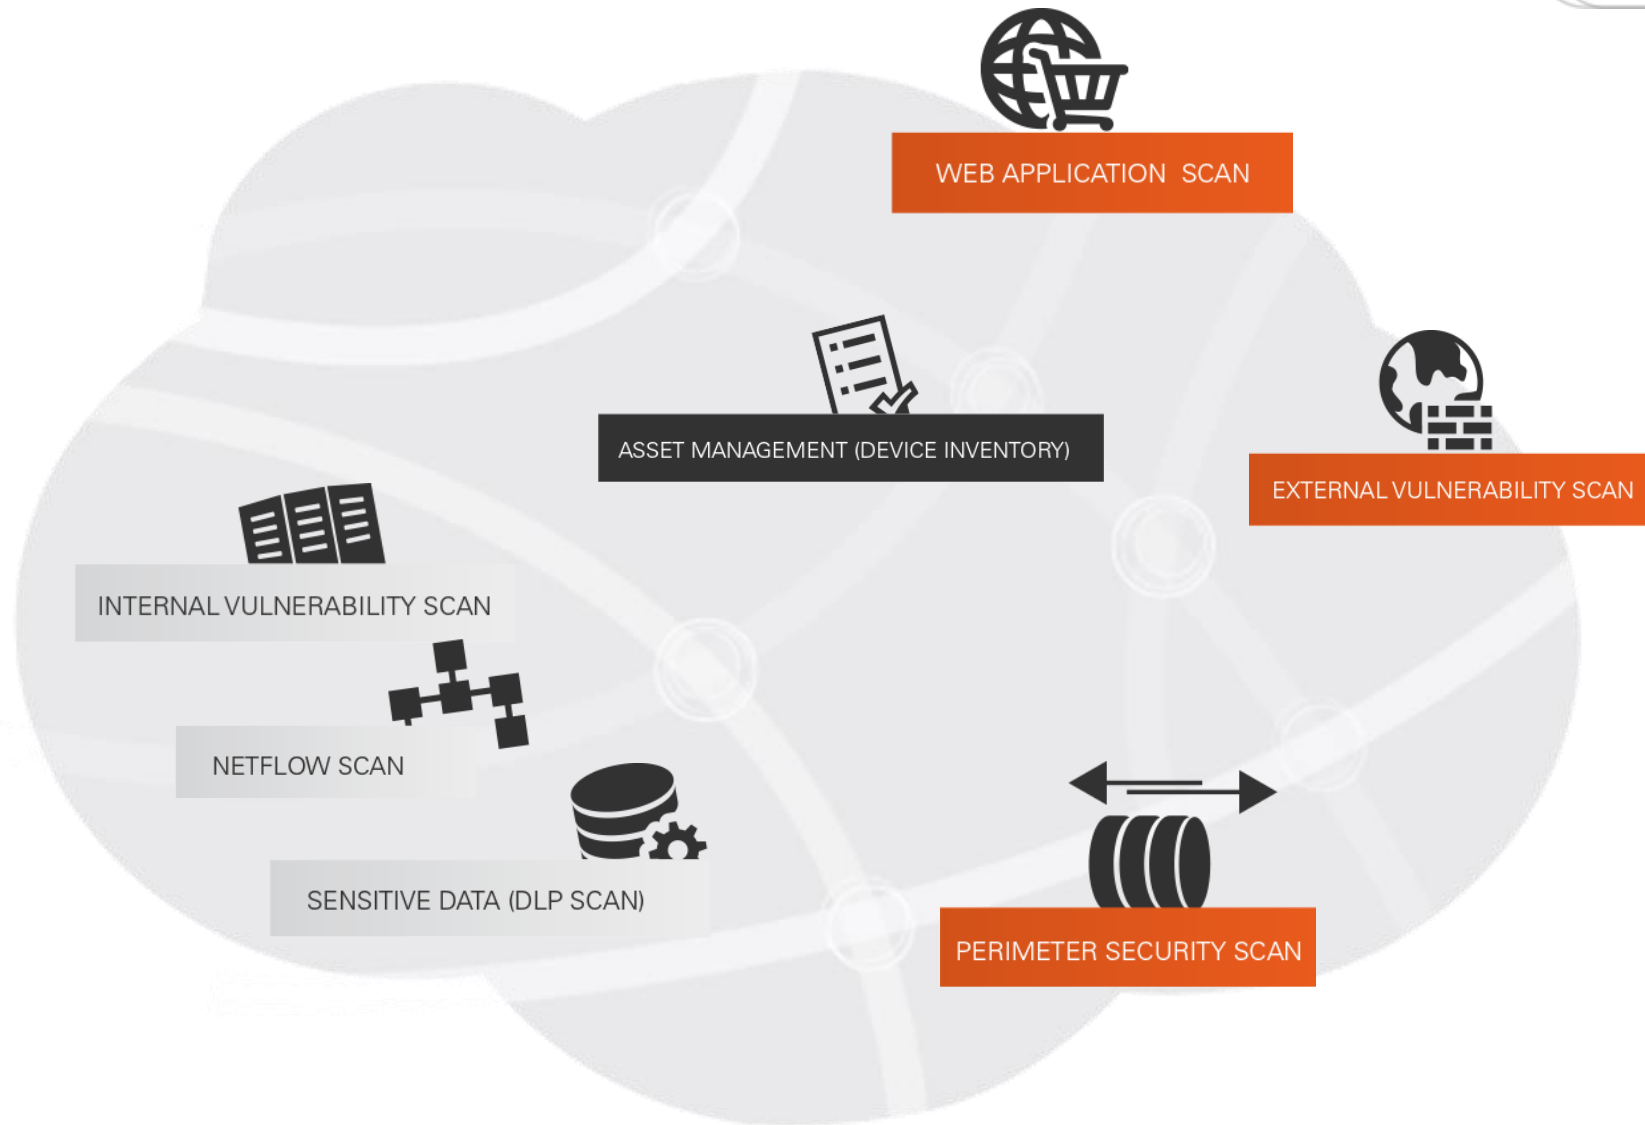 WEB APPLICATION SCAN
ASSET MANAGEMENT (DEVICE INVENTORY)
EXTERNAL VULNERABILITY SCAN
INTERNAL VULNERABILITY SCAN
NETFLOW SCAN
SENSITIVE DATA (DLP SCAN)
PERIMETER SECURITY SCAN